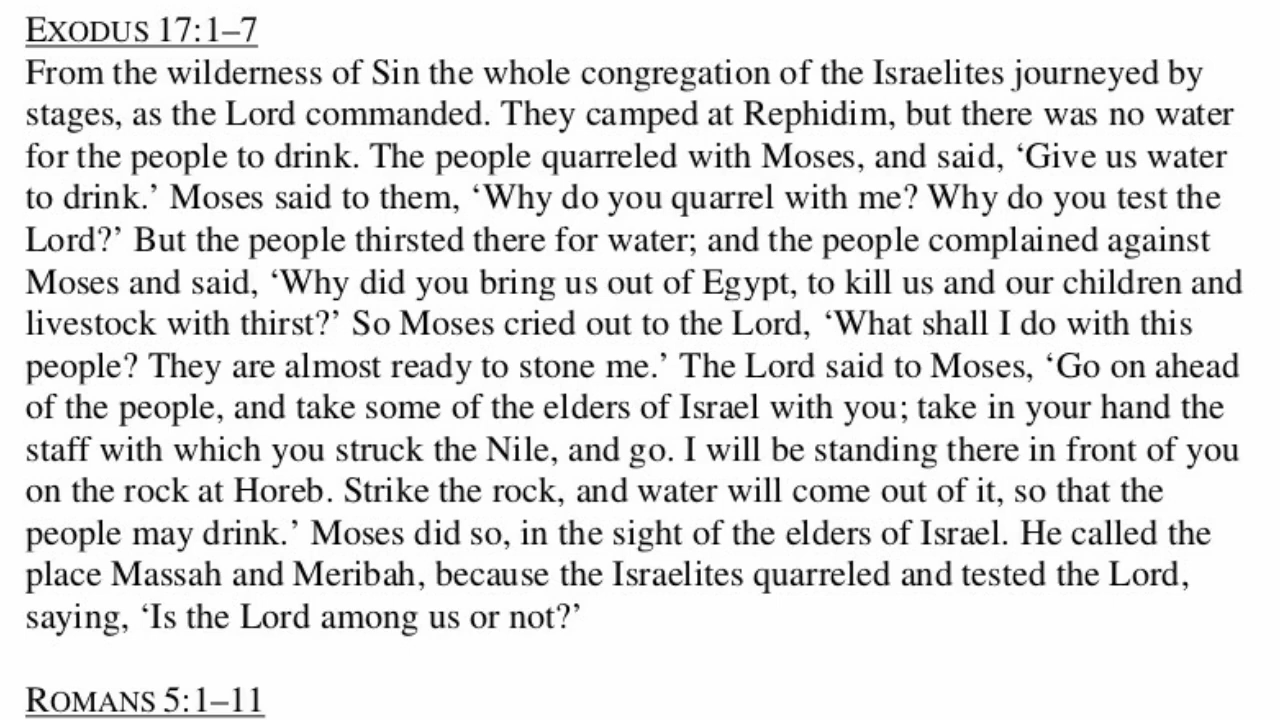 EXODUS 17:1–7
From the wilderness of Sin the whole congregation of the Israelites journeyed by
stages, as the Lord commanded. They camped at Rephidim, but there was no water
for the people to drink. The people quarreled with Moses, and said, ‘Give us water
to drink.’ Moses said to them, ‘Why do you quarrel with me? Why do you test the
Lord?’ But the people thirsted there for water; and the people complained against
Moses and said, ‘Why did you bring us out of Egypt, to kill us and our children and
livestock with thirst?’ So Moses cried out to the Lord, ‘What shall I do with this
people? They are almost ready to stone me.’ The Lord said to Moses, ‘Go on ahead
of the people, and take some of the elders of Israel with you; take in your hand the
staff with which you struck the Nile, and go. I will be standing there in front of you
on the rock at Horeb. Strike the rock, and water will come out of it, so that the
people may drink.’ Moses did so, in the sight of the elders of Israel. He called the
place Massah and Meribah, because the Israelites quarreled and tested the Lord,
saying, ‘Is the Lord among us or not?’
ROMANS 5:1–11